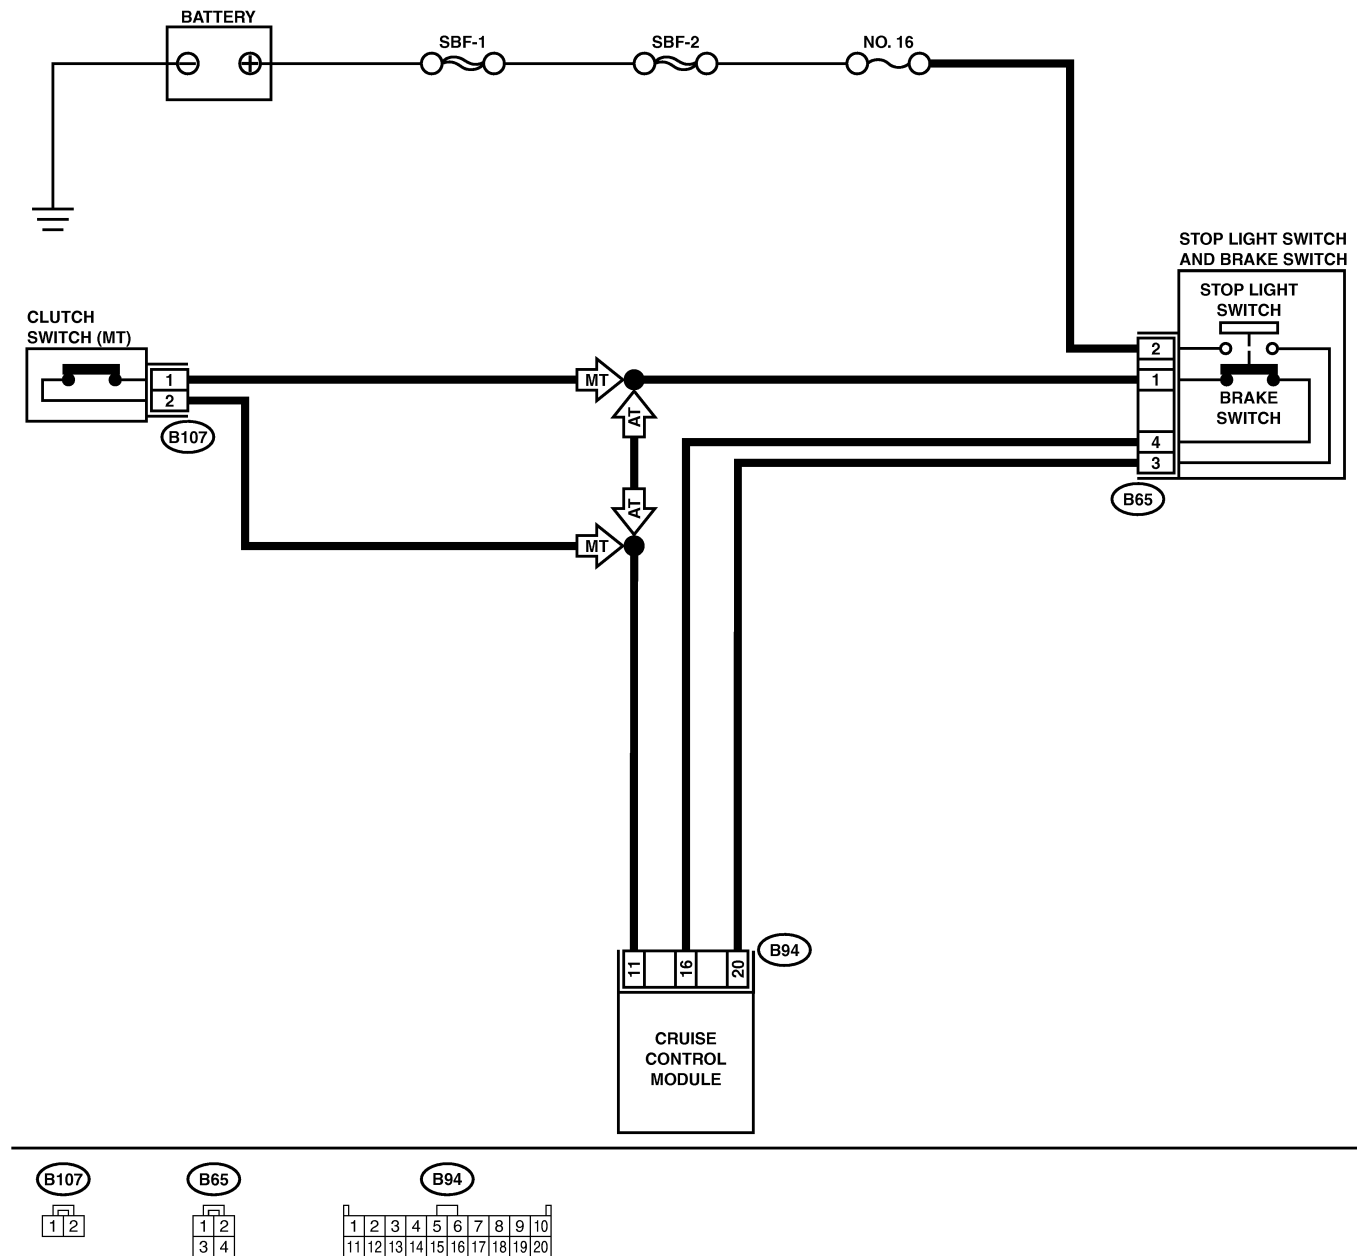 BATTERY
SBF-1
SBF-2
NO. 16
STOP LIGHT SWITCH
AND BRAKE SWITCH
STOP LIGHT
SWITCH
CLUTCH
SWITCH (MT)
2
1
MT
1
2
AT
BRAKE
SWITCH
B107
4
3
B65
AT
MT
B94
11
16
20
CRUISE
CONTROL
MODULE
B107
B65
B94
1 2
1 2
3 4
1 2 3 4 5 6 7 8 9 10
11 12 13 14 15 16 17 18 19 20